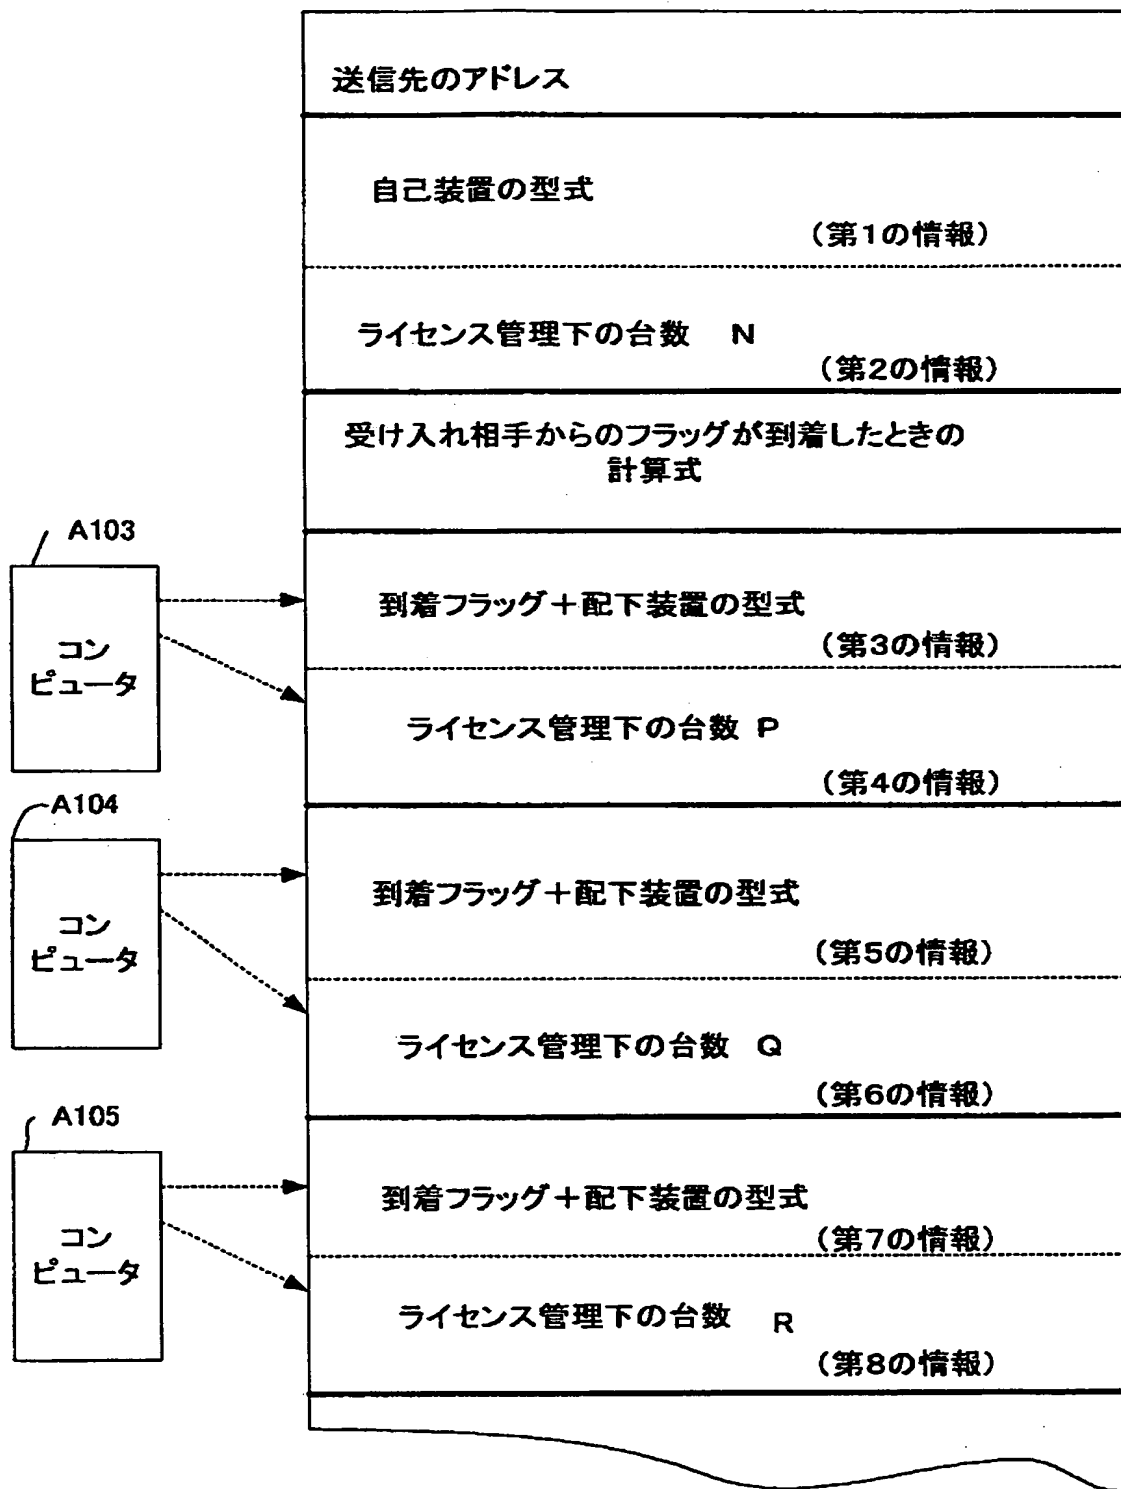 送信先のアドレス
自己装置の型式
(第1の情報)
ライセンス管理下の台数 N
(第2の情報)
受け入れ相手からのフラッグが到着したときの
計算式
A103
コン
ピュータ
到着フラッグ+配下装置の型式
(第3の情報)
ライセンス管理下の台数 P
(第4の情報)
A104
コン
ピュータ
到着フラッグ+配下装置の型式
(第5の情報)
ライセンス管理下の台数 Q
(第6の情報)
A105
コン
ピュータ
到着フラッグ+配下装置の型式
(第7の情報)
ライセンス管理下の台数 R
(第8の情報)